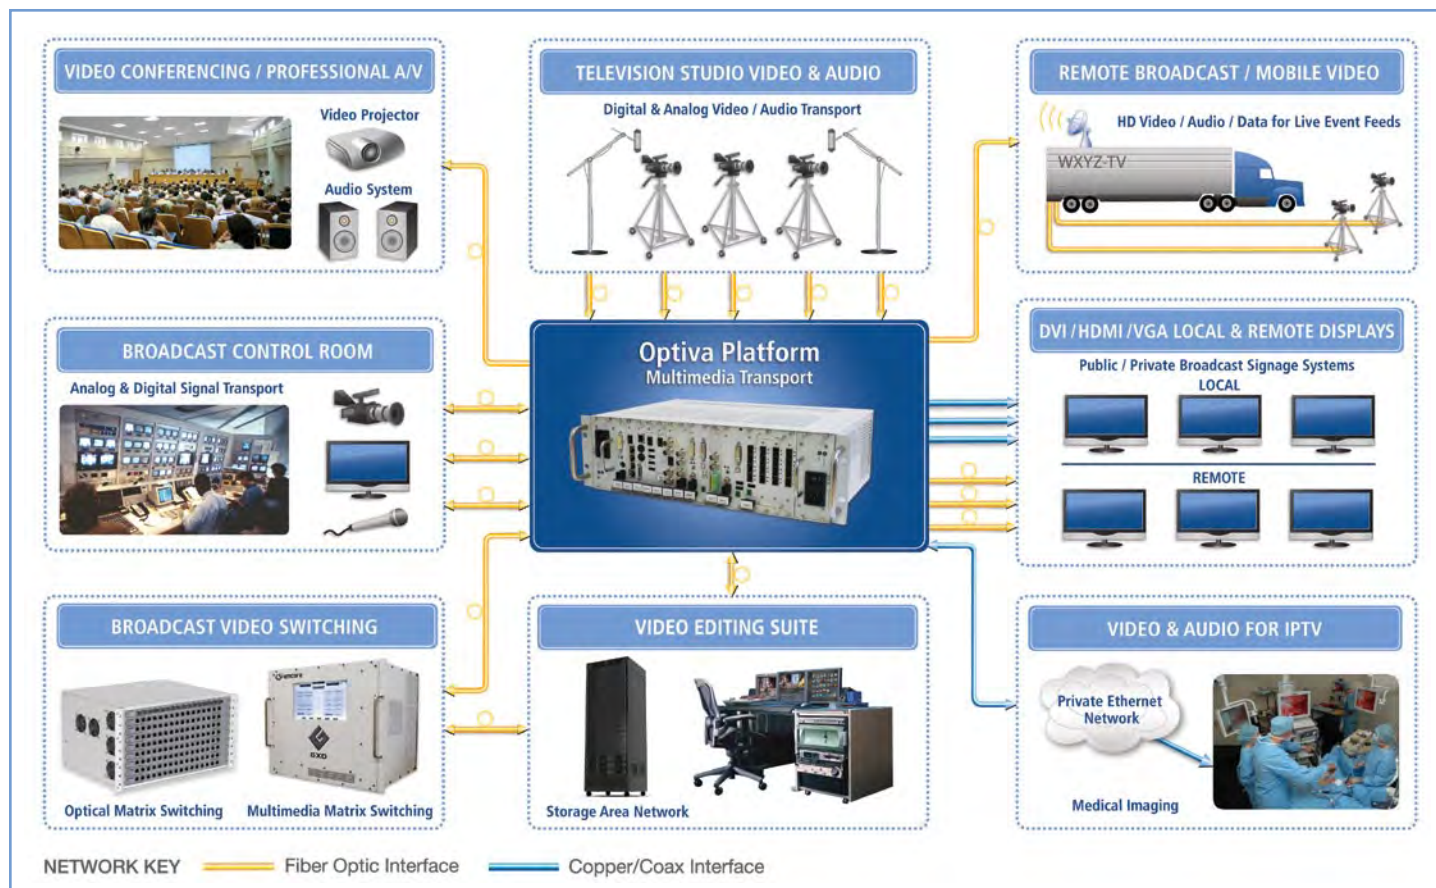 VIDEO CONFERENCING / PROFESSIONAL A/V
Video Projector
Audio System
TELEVISION STUDIO VIDEO & AUDIO
Digital & Analog Video / Audio Transport
REMOTE BROADCAST / MOBILE VIDEO
HD Video / Audio / Data for Live Event Feeds
WXYZ-TV
BROADCAST CONTROL ROOM
Analog & Digital Signal Transport
Optiva Platform
Multimedia Transport
DVI / HDMI / VGA LOCAL & REMOTE DISPLAYS
Public / Private Broadcast Signage Systems
LOCAL
REMOTE
BROADCAST VIDEO SWITCHING
GXD
Optical Matrix Switching
Multimedia Matrix Switching
VIDEO EDITING SUITE
Storage Area Network
VIDEO & AUDIO FOR IPTV
Private Ethernet
Network
Medical Imaging
NETWORK KEY
Fiber Optic Interface
Copper/Coax Interface